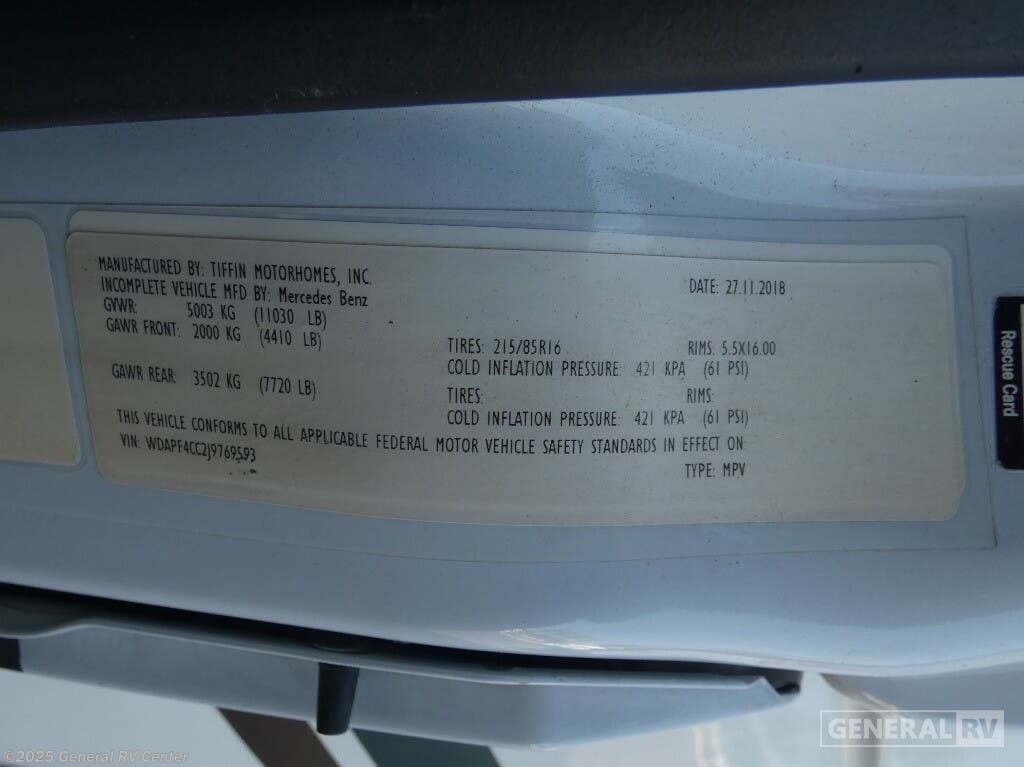 MANUFACTURED BY: TIFFIN MOTORHOMES, INC.
DATE: 27.11.2018
INCOMPLETE VEHICLE MFD BY: Mercedes Benz
GVWR: 5003 KG (11030 LB)
GAWR FRONT: 2000 KG (4410 LB)
TIRES: 215/85R16 RIMS: 5.5X16.00
COLD INFLATION PRESSURE: 421 KPA (61 PSI)
GAWR REAR: 3502 KG (7720 LB)
TIRES: RIMS:
COLD INFLATION PRESSURE: 421 KPA (61 PSI)
THIS VEHICLE CONFORMS TO ALL APPLICABLE FEDERAL MOTOR VEHICLE SAFETY STANDARDS IN EFFECT ON
VIN: WDAPF4CC2J9769593
TYPE: MPV
Rescue Card
©2025 General RV Center
GENERAL RV